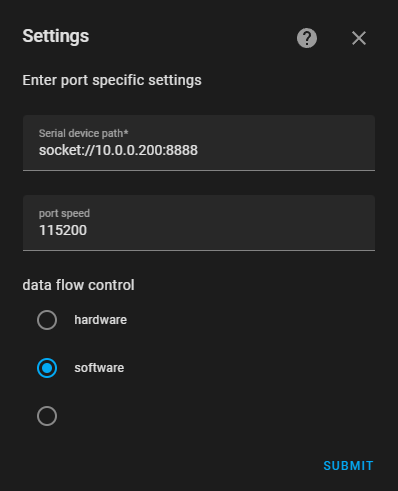 Settings
Enter port specific settings
Serial device path*
socket://10.0.0.200:8888
port speed
115200
data flow control
hardware
software
SUBMIT